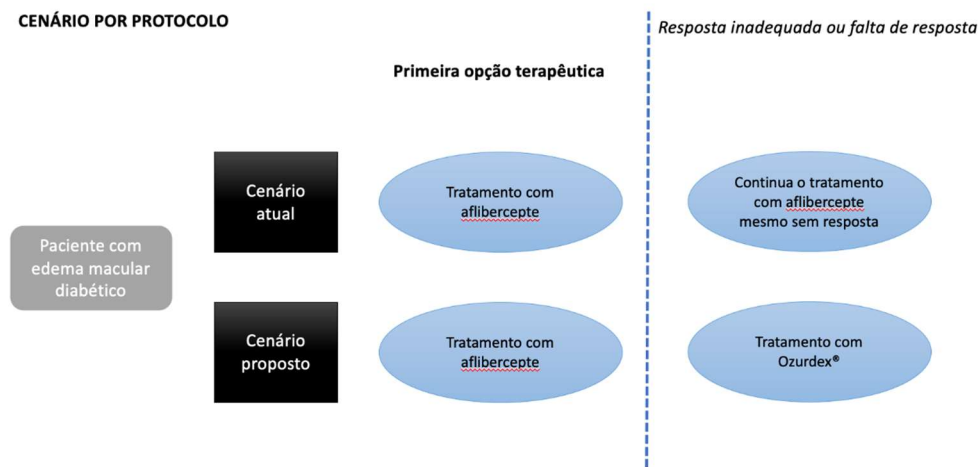 CENÁRIO POR PROTOCOLO
Resposta inadequada ou falta de resposta
Primeira opção terapêutica
Paciente com
edema macular
diabético
Cenário
atual
Tratamento com
aflibercepte
Continua o tratamento
com aflibercepte
mesmo sem resposta
Cenário
proposto
Tratamento com
aflibercepte
Tratamento com
Ozurdex®